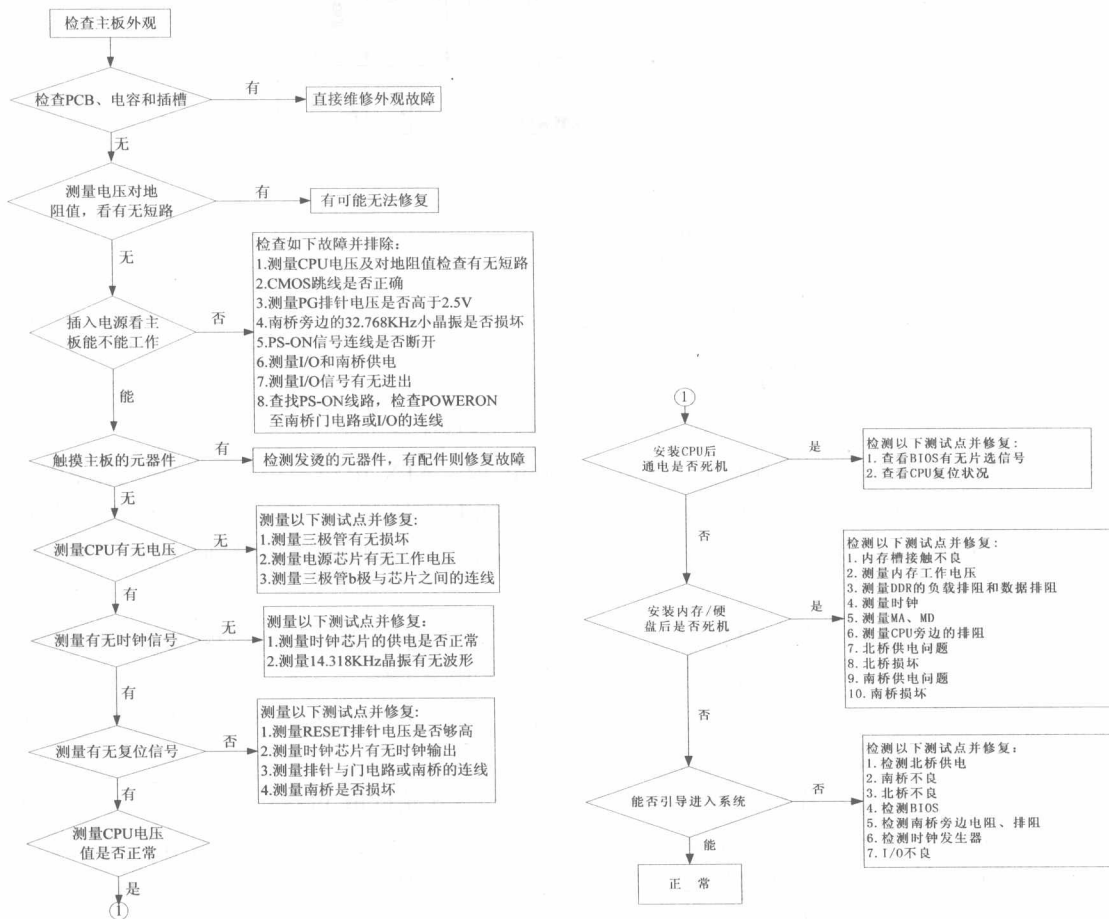 检查主板外观
检查PCB、电容和插槽
有
直接维修外观故障
无
测量电压对地
阻值，看有无短路
有
有可能无法修复
无
插入电源看主
板能不能工作
否
检查如下故障并排除：
1.测量CPU电压及对地阻值检查有无短路
2.CMOS跳线是否正确
3.测量PG排针电压是否高于2.5V
4.南桥旁边的32.768KHz小晶振是否损坏
5.PS-ON信号连线是否断开
6.测量I/O和南桥供电
7.测量I/O信号有无进出
8.查找PS-ON线路，检查POWERON
至南桥门电路或I/O的连线
能
触摸主板的元器件
有
检测发烫的元器件，有配件则修复故障
无
测量CPU有无电压
无
测量以下测试点并修复：
1.测量三极管有无损坏
2.测量电源芯片有无工作电压
3.测量三极管b极与芯片之间的连线
有
测量有无时钟信号
无
测量以下测试点并修复：
1.测量时钟芯片的供电是否正常
2.测量14.318KHz晶振有无波形
有
测量有无复位信号
否
测量以下测试点并修复：
1.测量RESET排针电压是否够高
2.测量时钟芯片有无时钟输出
3.测量排针与门电路或南桥的连线
4.测量南桥是否损坏
有
测量CPU电压
值是否正常
是
①
①
安装CPU后
通电是否死机
是
检测以下测试点并修复：
1. 查看BIOS有无片选信号
2. 查看CPU复位状况
否
安装内存/硬
盘后是否死机
是
检测以下测试点并修复：
1. 内存槽接触不良
2. 测量内存工作电压
3. 测量DDR的负载排阻和数据排阻
4. 测量时钟
5. 测量MA、MD
6. 测量CPU旁边的排阻
7. 北桥供电问题
8. 北桥损坏
9. 南桥供电问题
10. 南桥损坏
否
能否引导进入系统
否
检测以下测试点并修复：
1. 检测北桥供电
2. 南桥不良
3. 北桥不良
4. 检测BIOS
5. 检测南桥旁边电阻、排阻
6. 检测时钟发生器
7. I/O不良
能
正 常